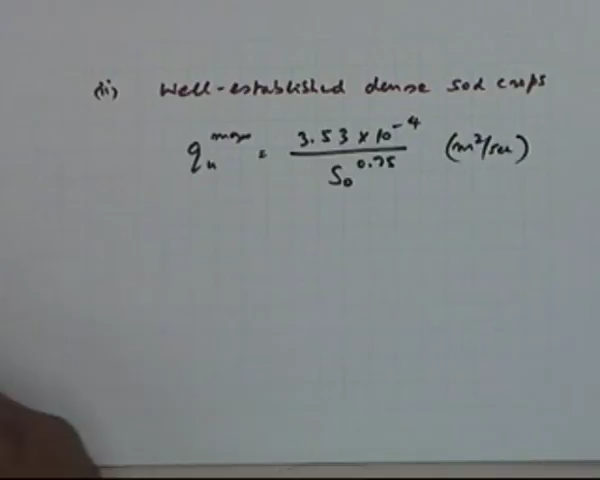 (ii) Well-established dense sod crops
q_u^max = 3.53 × 10^-4 / S_0^0.75 (m²/sec)